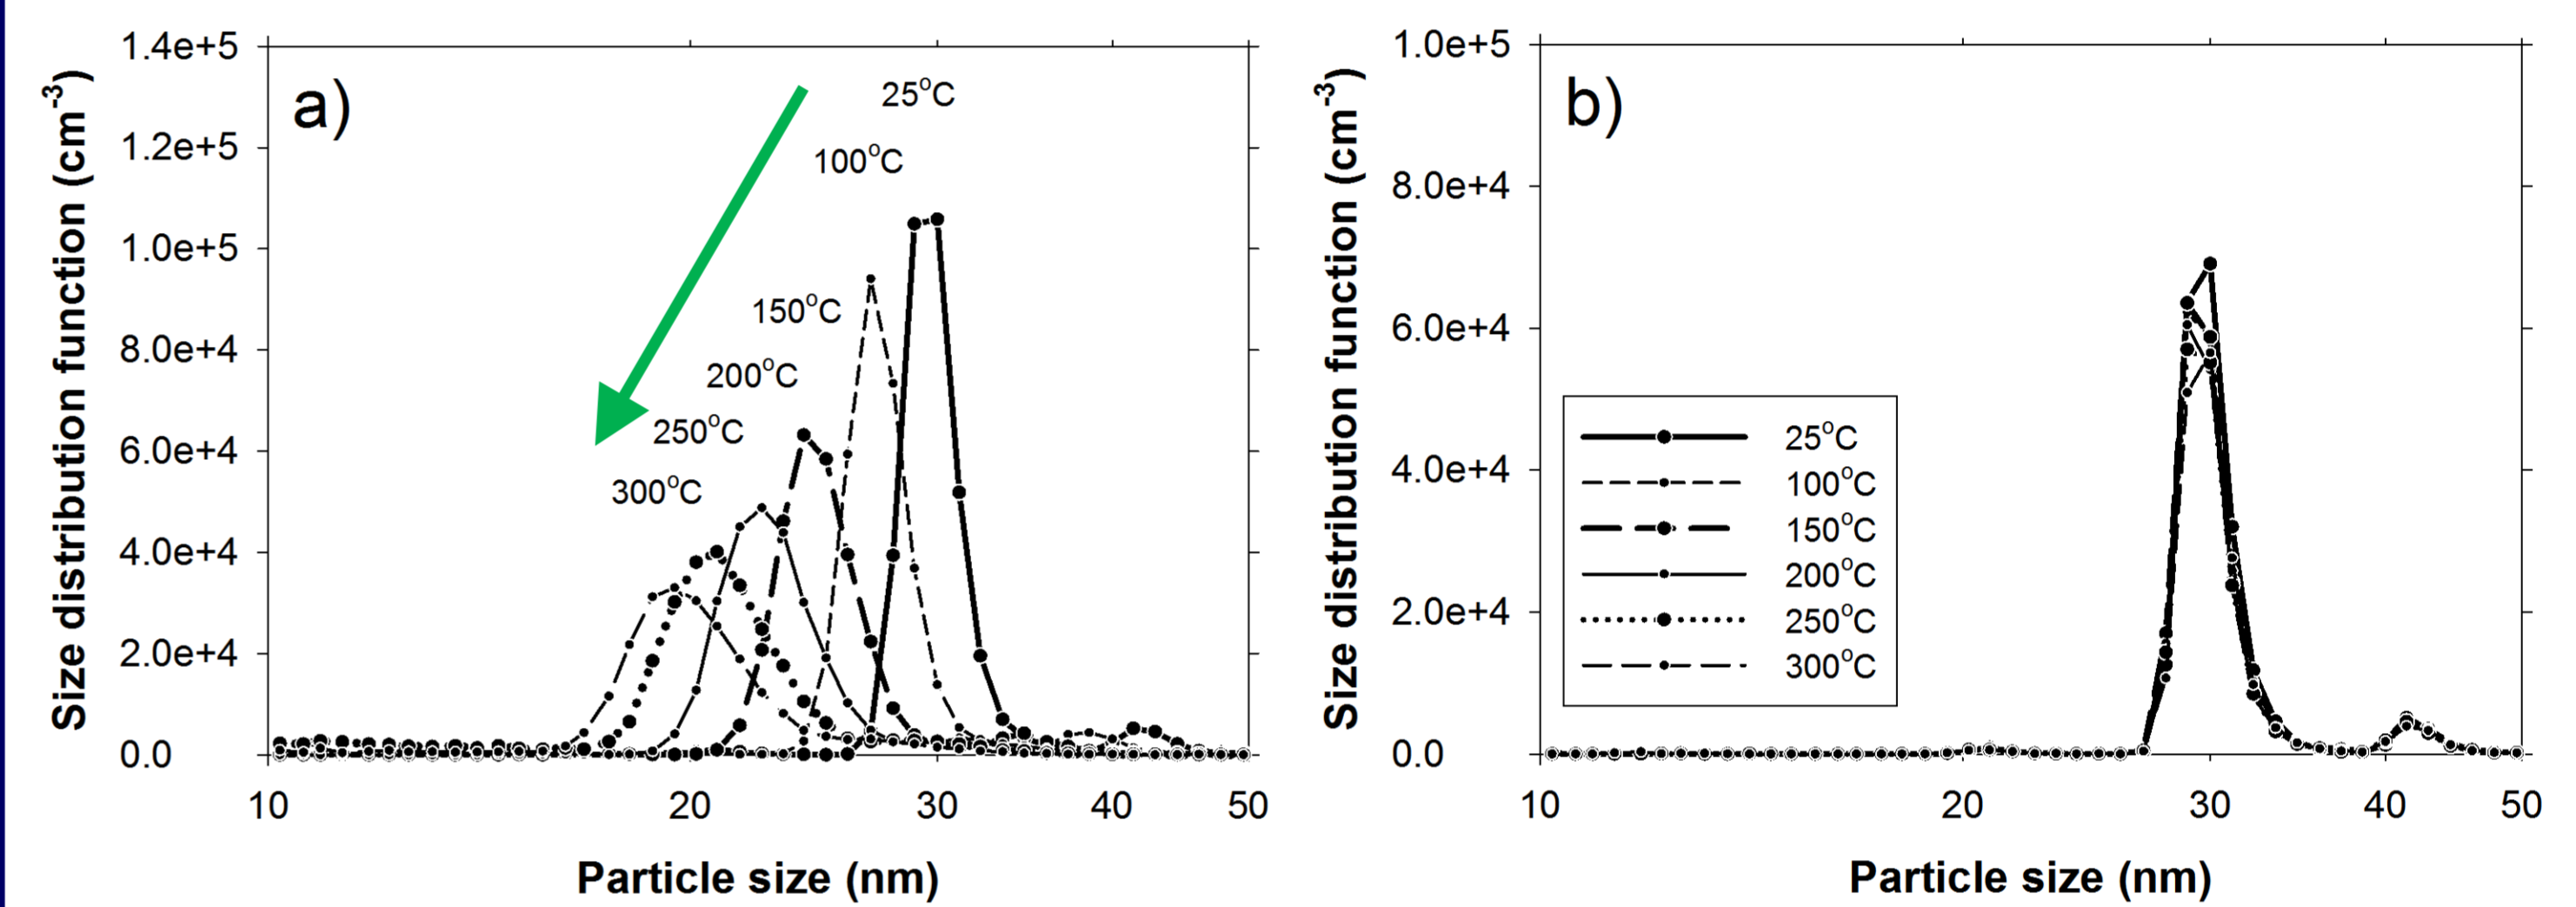 a)
Size distribution function (cm⁻³)
1.4e+5
1.2e+5
1.0e+5
8.0e+4
6.0e+4
4.0e+4
2.0e+4
0.0
25°C
100°C
150°C
200°C
250°C
300°C
10 20 30 40 50
Particle size (nm)
b)
Size distribution function (cm⁻³)
1.0e+5
8.0e+4
6.0e+4
4.0e+4
2.0e+4
0.0
25°C
100°C
150°C
200°C
250°C
300°C
10 20 30 40 50
Particle size (nm)